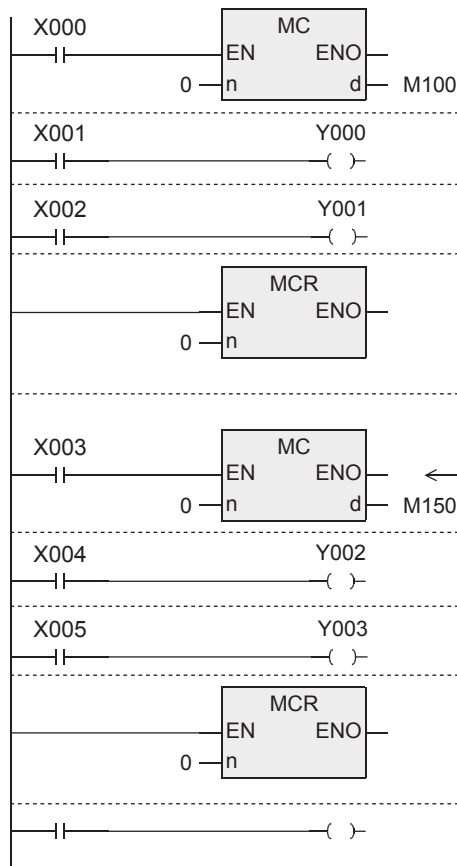 X000
MC
EN ENO
0 n d M100
X001 Y000
X002 Y001
MCR
EN ENO
0 n
X003
MC
EN ENO
0 n d M150
X004 Y002
X005 Y003
MCR
EN ENO
0 n